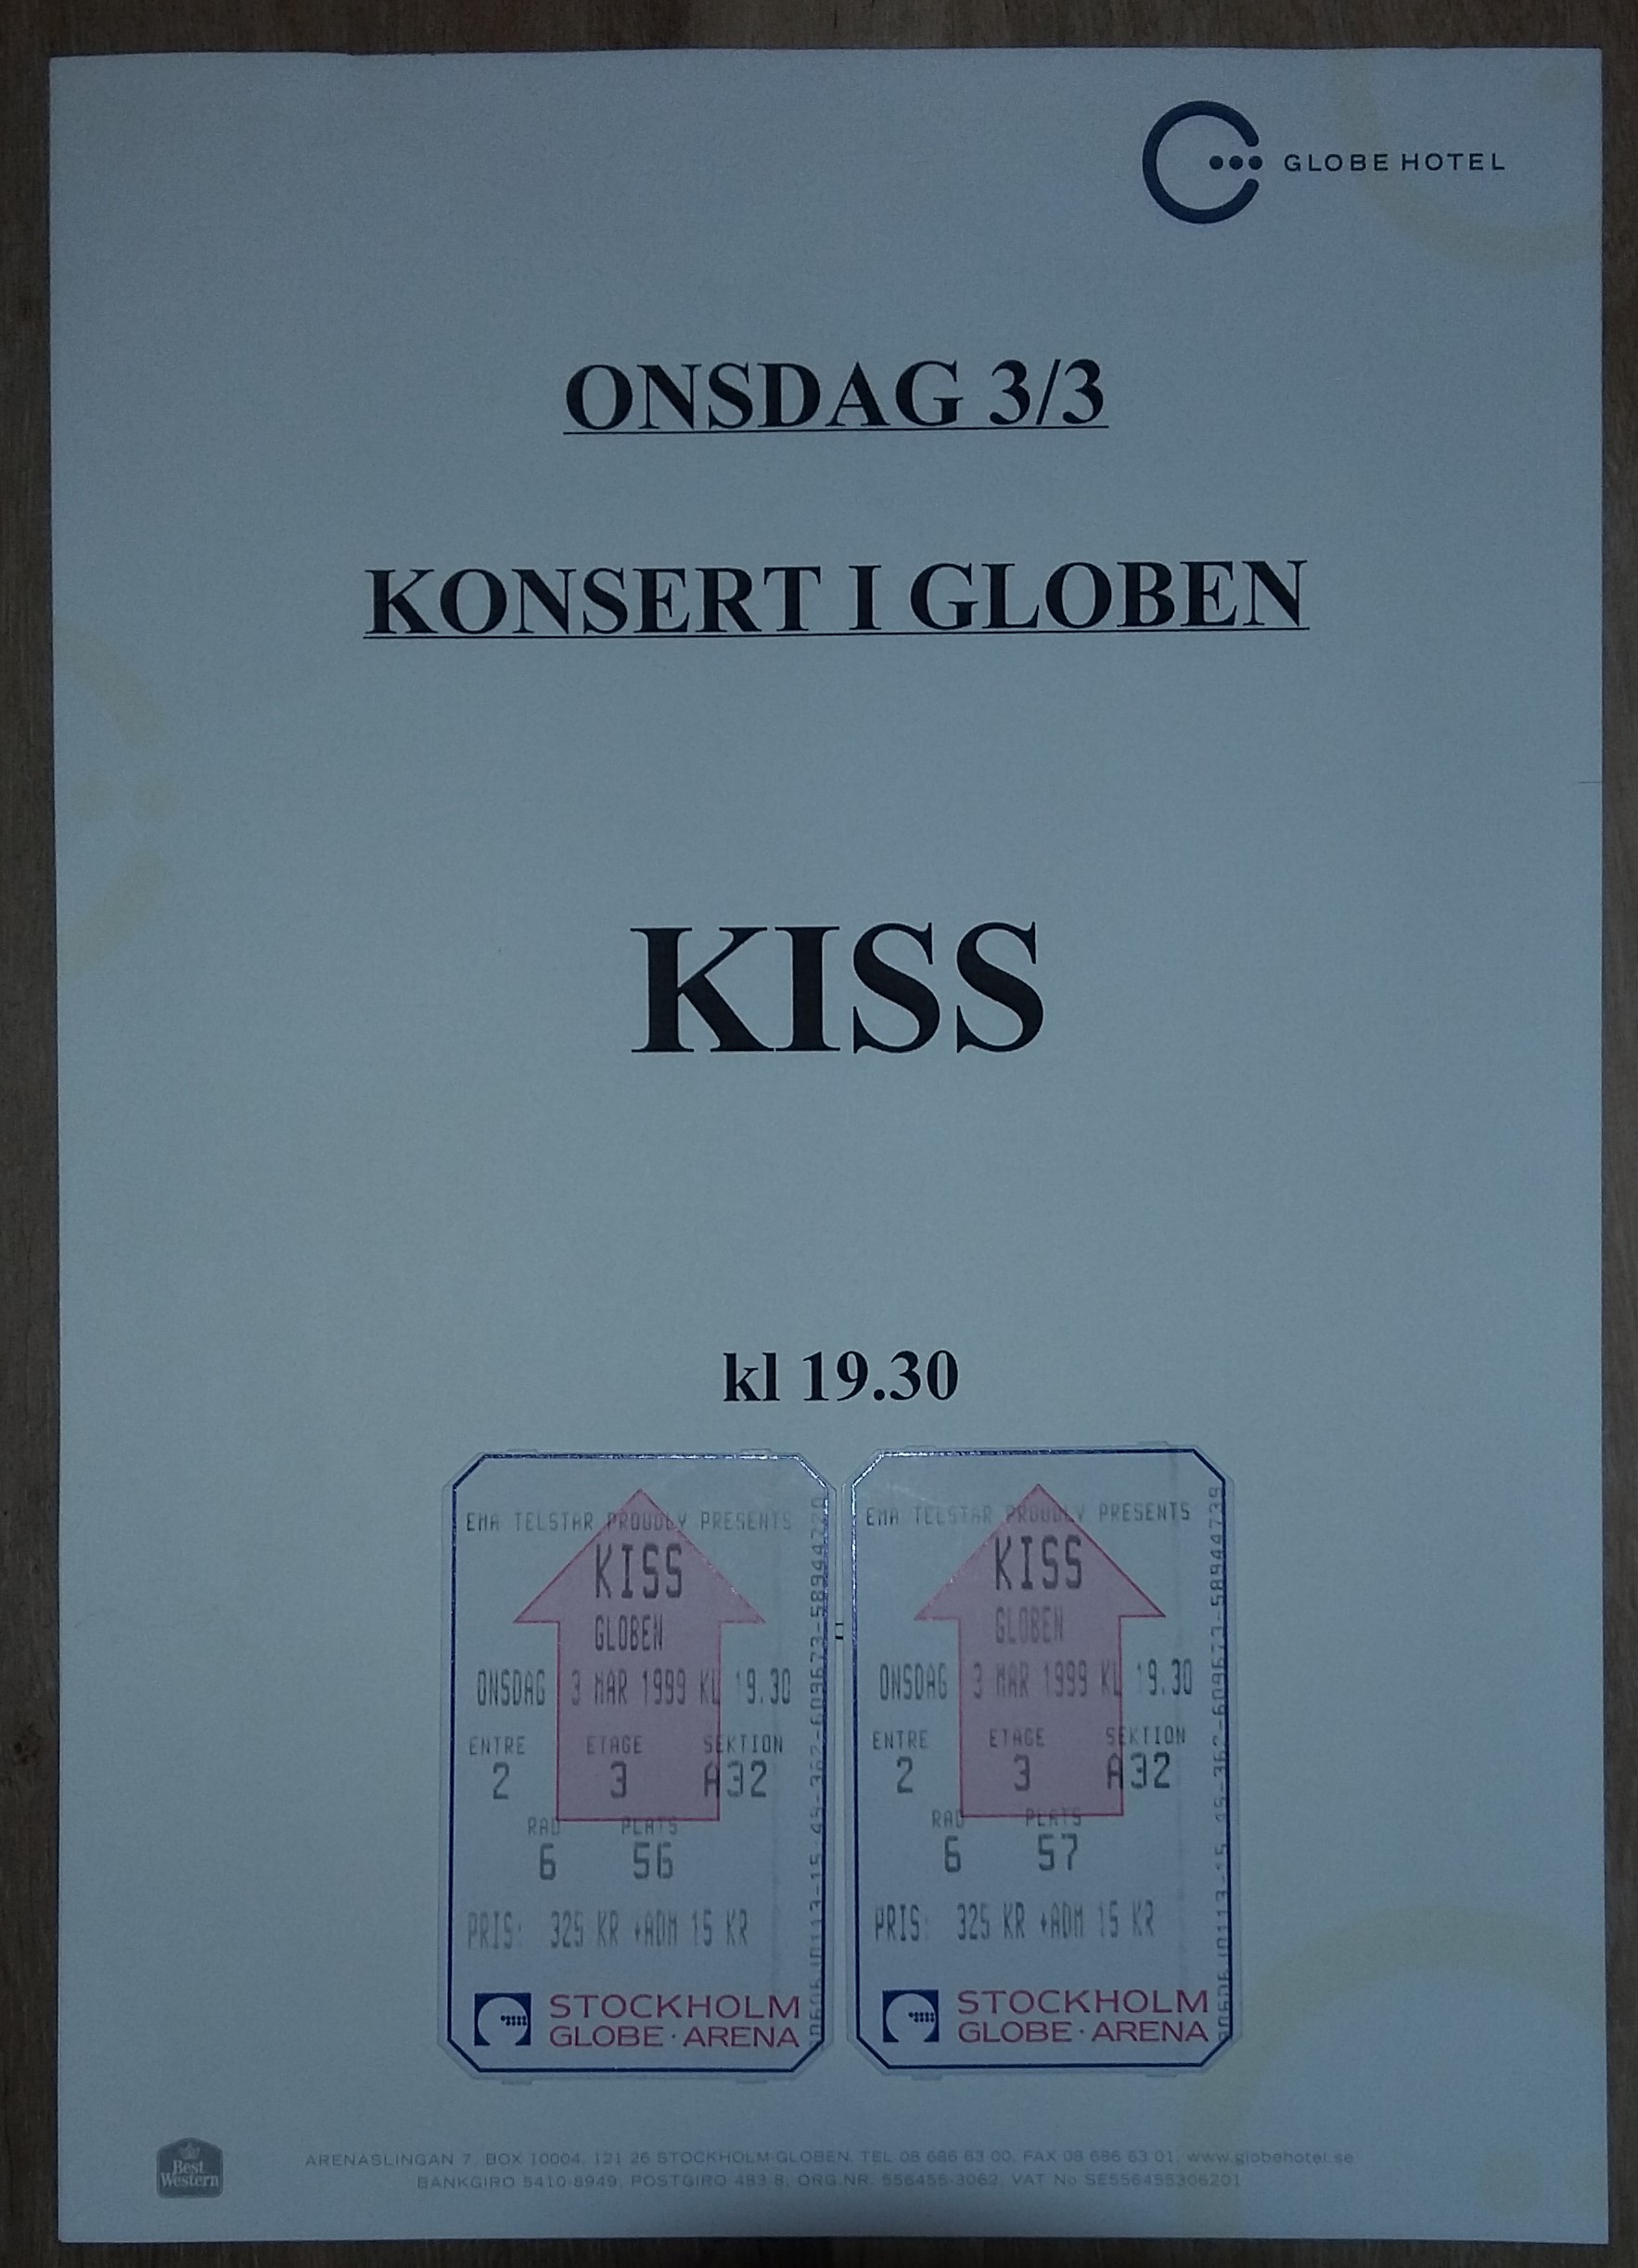 GLOBE HOTEL
ONSDAG 3/3
KONSERT I GLOBEN
KISS
kl 19.30
EMA TELSTAR PROUDLY PRESENTS
KISS
GLOBEN
ONSDAG 3 MAR 1999 KL 19.30
ENTRE ETAGE SEKTION
2 3 A32
RAD PLATS
6 56
PRIS: 325 KR +ADM 15 KR
STOCKHOLM
GLOBE · ARENA
EMA TELSTAR PROUDLY PRESENTS
KISS
GLOBEN
ONSDAG 3 MAR 1999 KL 19.30
ENTRE ETAGE SEKTION
2 3 A32
RAD PLATS
6 57
PRIS: 325 KR +ADM 15 KR
STOCKHOLM
GLOBE · ARENA
Best
Western
ARENASLINGAN 7, BOX 10004, 121 26 STOCKHOLM-GLOBEN, TEL 08 686 63 00, FAX 08 686 63 01, www.globehotel.se
BANKGIRO 5410-8949, POSTGIRO 483 8, ORG.NR. 556455-3062, VAT No SE556455306201